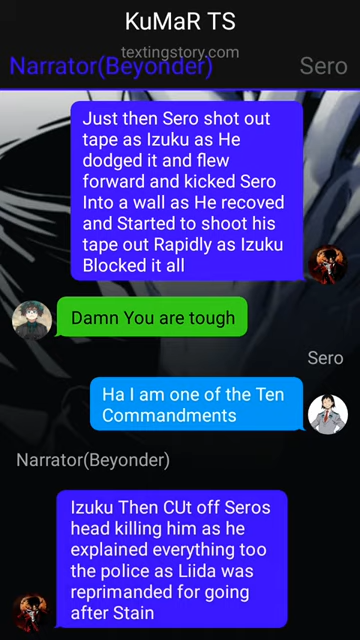 KuMaR TS
textingstory.com
Narrator(Beyonder)
Sero
Just then Sero shot out
tape as Izuku as He
dodged it and flew
forward and kicked Sero
Into a wall as He recoved
and Started to shoot his
tape out Rapidly as Izuku
Blocked it all
Damn You are tough
Sero
Ha I am one of the Ten
Commandments
Narrator(Beyonder)
Izuku Then CUt off Seros
head killing him as he
explained everything too
the police as Liida was
reprimanded for going
after Stain